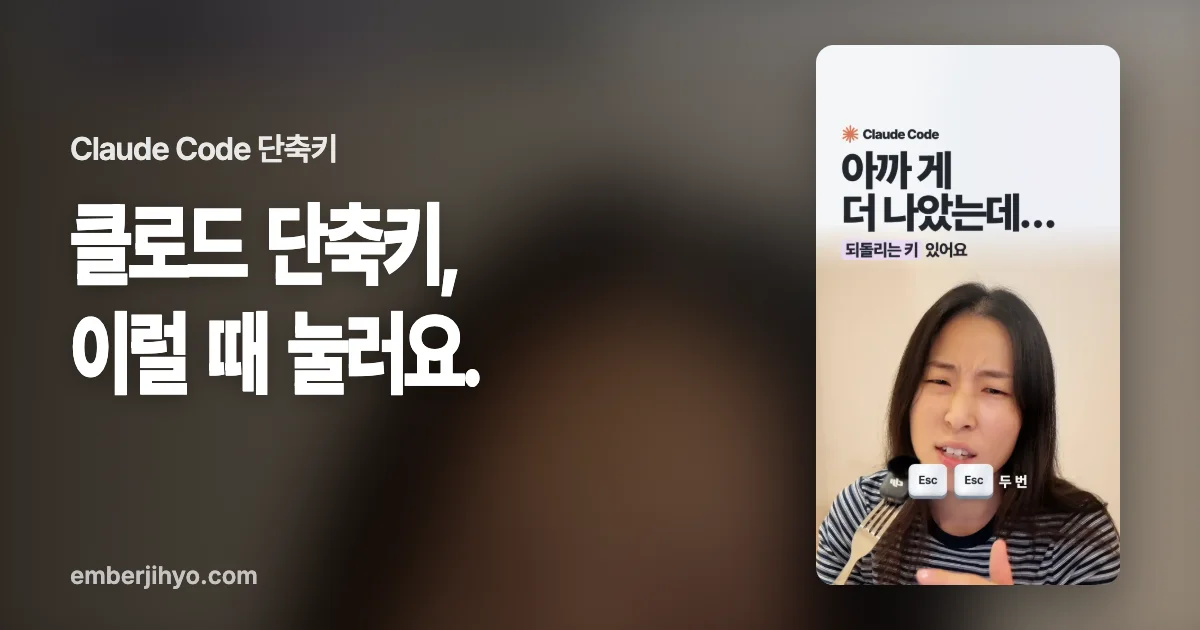 Claude Code 단축키
클로드 단축키,
이럴 때 눌러요.
emberjihyo.com
Claude Code
아까 게
더 나았는데...
되돌리는 키 있어요
Esc Esc 두 번